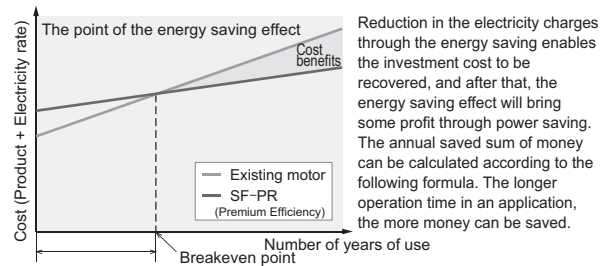 The point of the energy saving effect
Cost
benefits
Cost (Product + Electricity rate)
Existing motor
SF-PR
(Premium Efficiency)
Number of years of use
Breakeven point
Reduction in the electricity charges
through the energy saving enables
the investment cost to be
recovered, and after that, the
energy saving effect will bring
some profit through power saving.
The annual saved sum of money
can be calculated according to the
following formula. The longer
operation time in an application,
the more money can be saved.